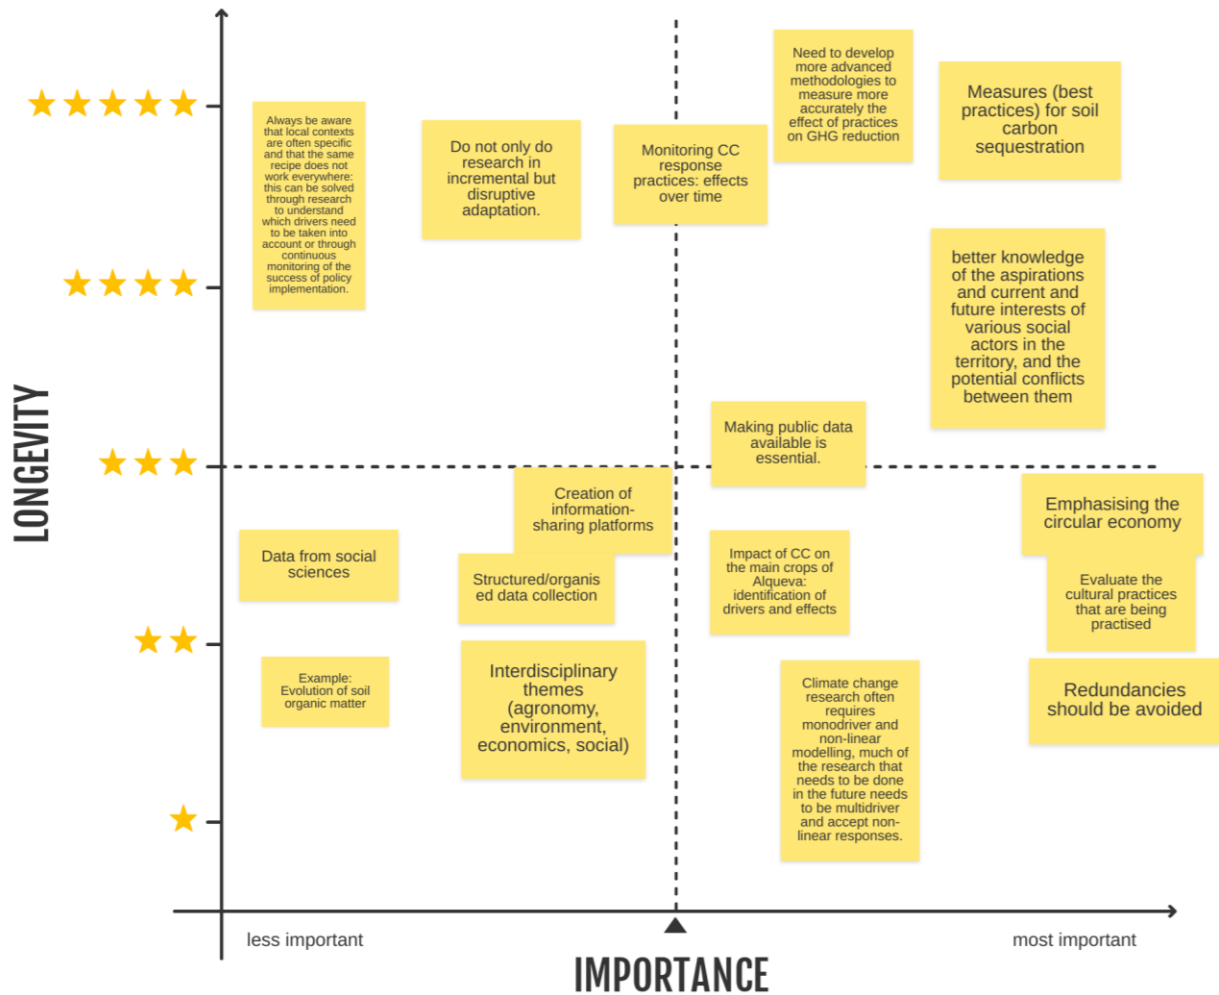 Need to develop
more advanced
methodologies to
measure more
accurately the
effect of practices
on GHG reduction
Measures (best
practices) for soil
carbon
sequestration
Always be aware
that local contexts
are often specific
and that the same
recipe does not
work everywhere:
this can be solved
through research
to understand
which drivers need
to be taken into
account or through
continuous
monitoring of the
success of policy
implementation.
Do not only do
research in
incremental but
disruptive
adaptation.
Monitoring CC
response
practices: effects
over time
better knowledge
of the aspirations
and current and
future interests of
various social
actors in the
territory, and the
potential conflicts
between them
LONGEVITY
Making public data
available is
essential.
Creation of
information-
sharing platforms
Emphasising the
circular economy
Data from social
sciences
Structured/organis
ed data collection
Impact of CC on
the main crops of
Alqueva:
identification of
drivers and effects
Evaluate the
cultural practices
that are being
practised
Example:
Evolution of soil
organic matter
Interdisciplinary
themes
(agronomy,
environment,
economics, social)
Climate change
research often
requires
monodriver and
non-linear
modelling, much of
the research that
needs to be done
in the future needs
to be multidriver
and accept non-
linear responses.
Redundancies
should be avoided
less important
most important
IMPORTANCE